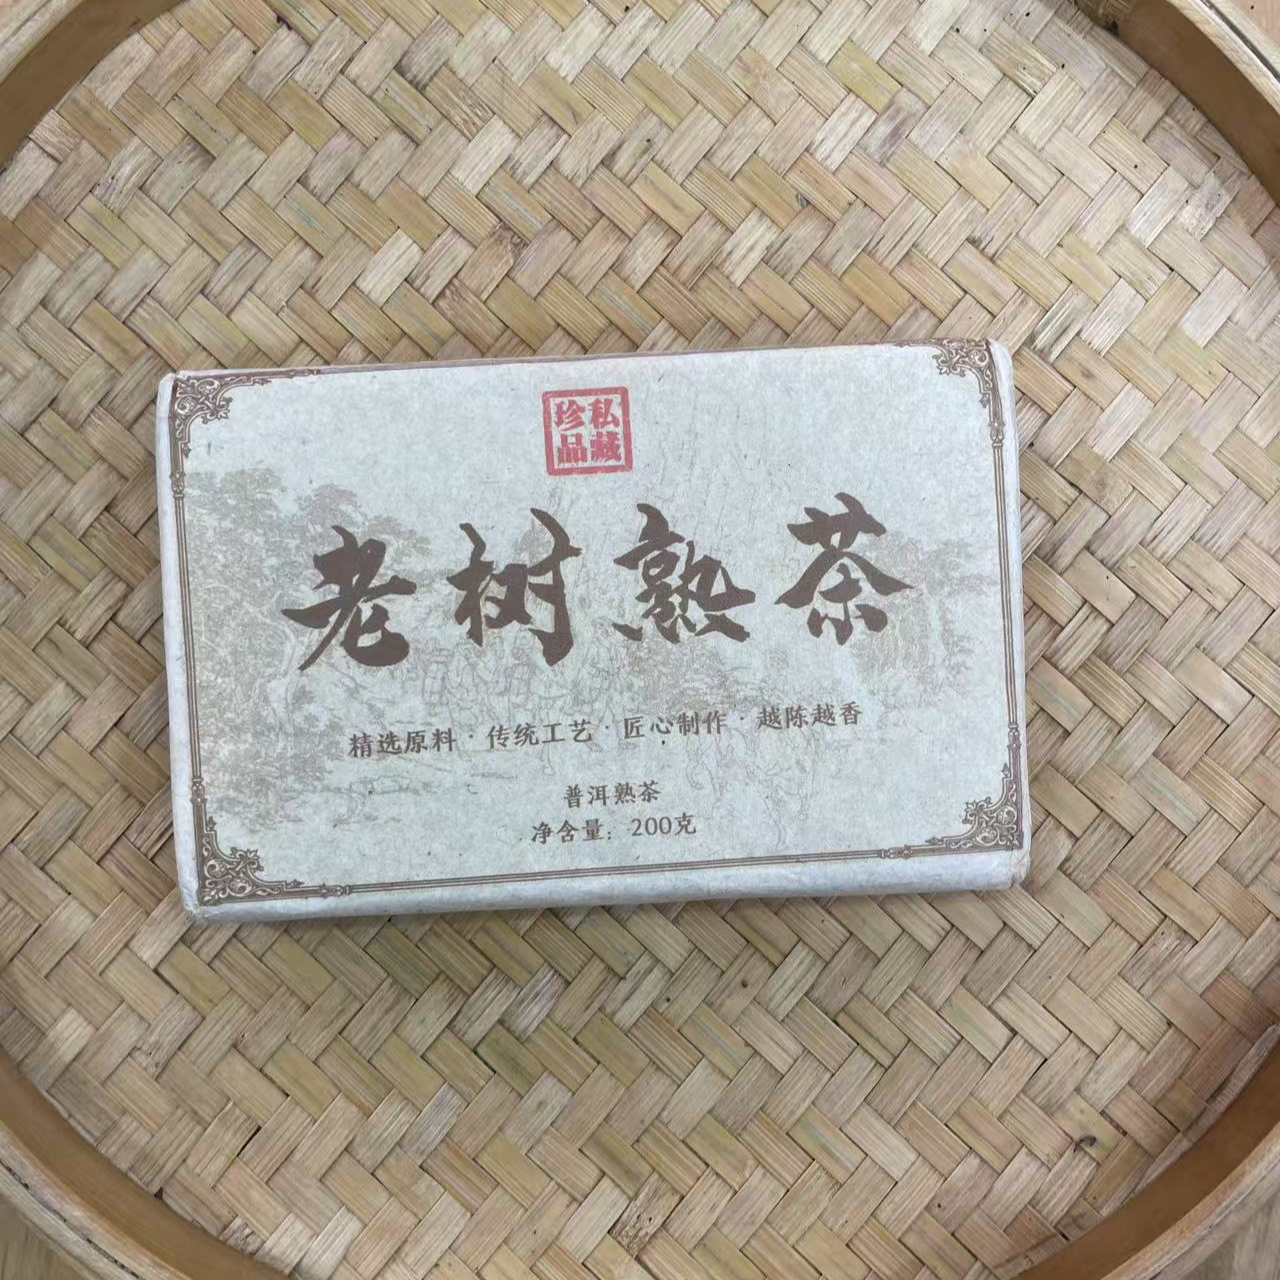 私藏
珍品
老树熟茶
精选原料·传统工艺·匠心制作·越陈越香
普洱熟茶
净含量：200克